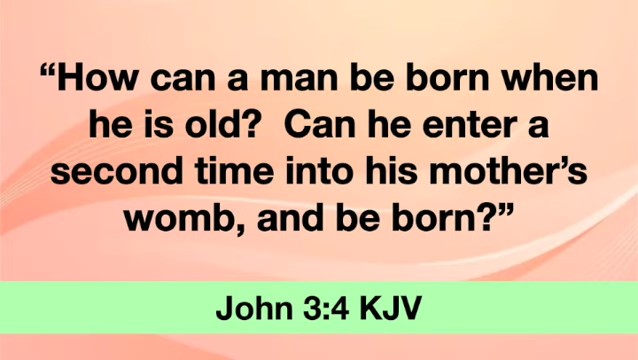 “How can a man be born when
he is old?  Can he enter a
second time into his mother’s
womb, and be born?”
John 3:4 KJV